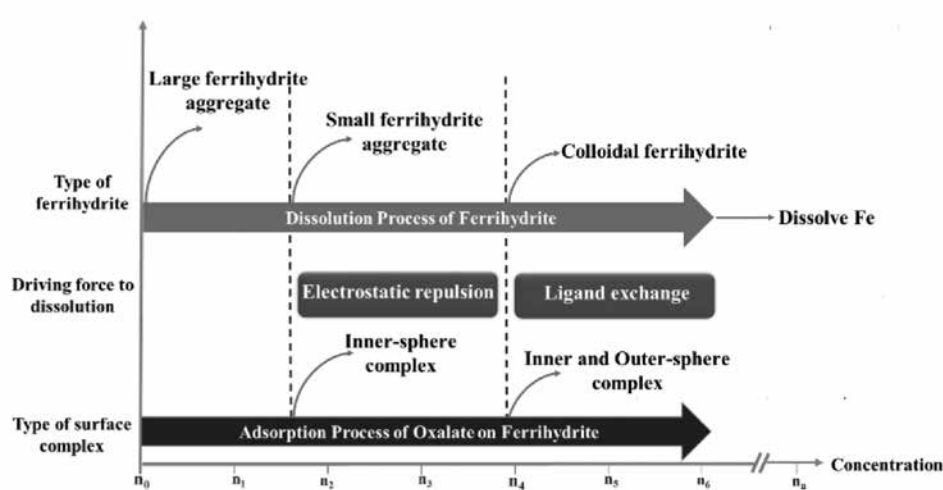 Large ferrihydrite
aggregate
Small ferrihydrite
aggregate
Colloidal ferrihydrite
Type of
ferrihydrite
Dissolution Process of Ferrihydrite
Dissolve Fe
Driving force to
dissolution
Electrostatic repulsion
Ligand exchange
Inner-sphere
complex
Inner and Outer-sphere
complex
Type of surface
complex
Adsorption Process of Oxalate on Ferrihydrite
Concentration
n₀ n₁ n₂ n₃ n₄ n₅ n₆ nₙ